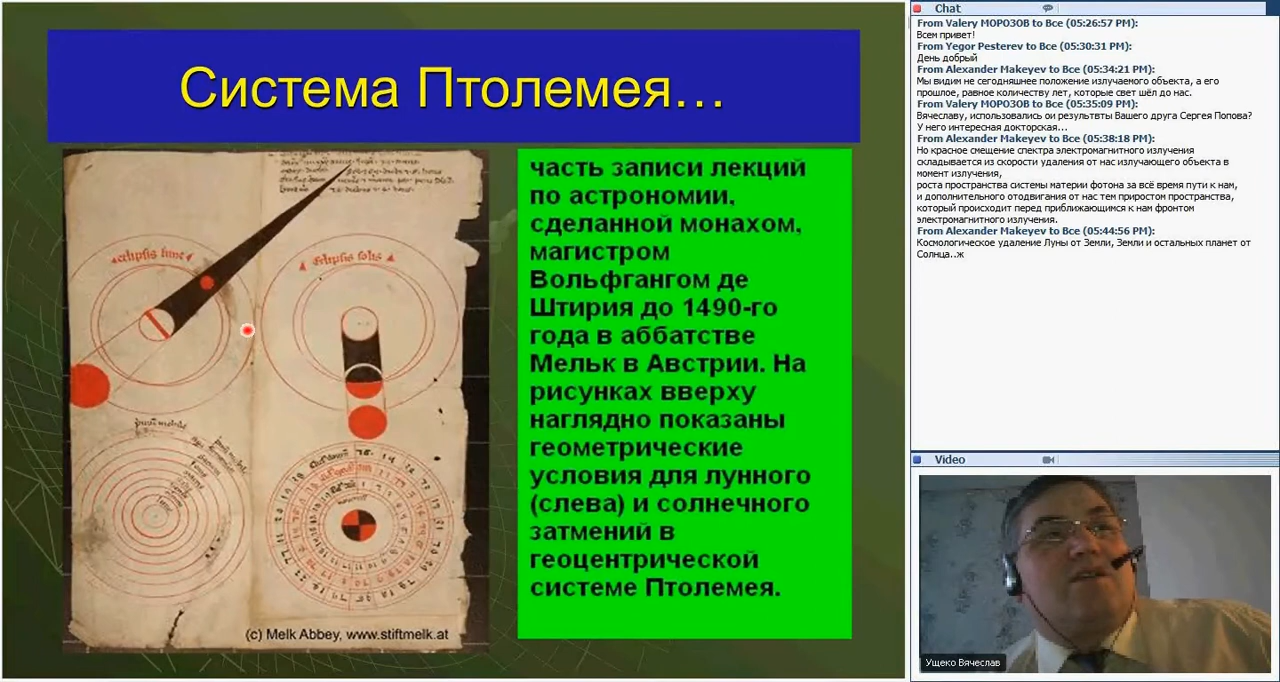 Система Птолемея...
eclipsis lune
Eclipsis solis
(c) Melk Abbey, www.stiftmelk.at
часть записи лекций
по астрономии,
сделанной монахом,
магистром
Вольфгангом де
Штирия до 1490-го
года в аббатстве
Мельк в Австрии. На
рисунках вверху
наглядно показаны
геометрические
условия для лунного
(слева) и солнечного
затмений в
геоцентрической
системе Птолемея.
Chat
From Valery МОРОЗОВ to Все (05:26:57 PM):
Всем привет!
From Yegor Pesterev to Все (05:30:31 PM):
День добрый
From Alexander Makeyev to Все (05:34:21 PM):
Мы видим не сегодняшнее положение излучаемого объекта, а его
прошлое, равное количеству лет, которые свет шёл до нас.
From Valery МОРОЗОВ to Все (05:35:09 PM):
Вячеславу, использовались ои результвты Вашего друга Сергея Попова?
У него интересная докторская...
From Alexander Makeyev to Все (05:38:18 PM):
Но красное смещение спектра электромагнитного излучения
складывается из скорости удаления от нас излучающего объекта в
момент излучения,
роста пространства системы материи фотона за всё время пути к нам,
и дополнительного отодвигания от нас тем приростом пространства,
который происходит перед приближающимся к нам фронтом
электромагнитого излучения.
From Alexander Makeyev to Все (05:44:56 PM):
Космологическое удаление Луны от Земли, Земли и остальных планет от
Солнца..ж
Video
Ущеко Вячеслав